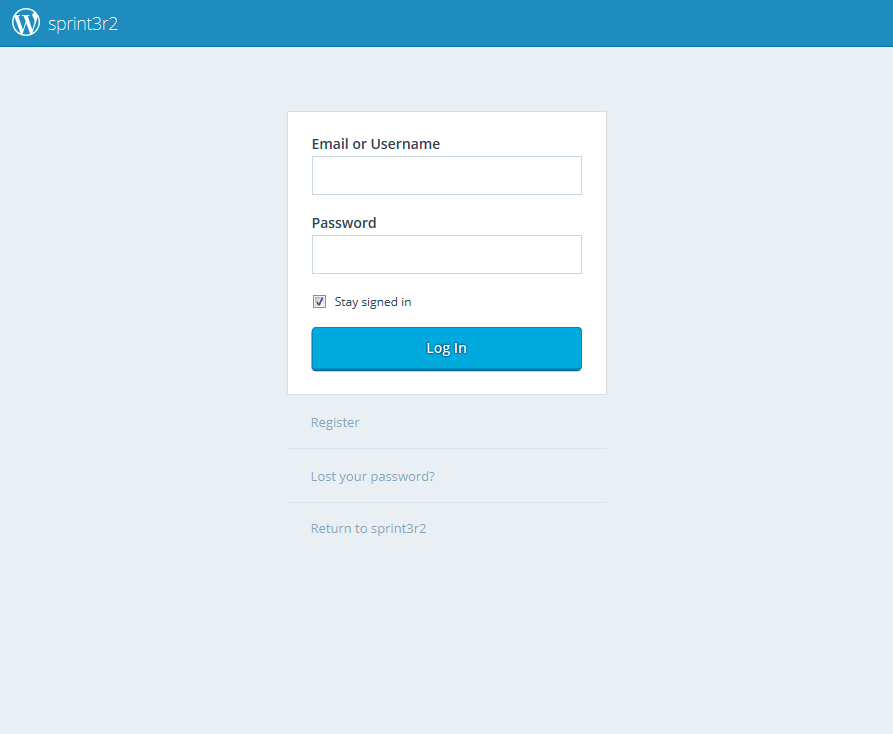 sprint3r2
Email or Username
Password
Stay signed in
Log In
Register
Lost your password?
Return to sprint3r2